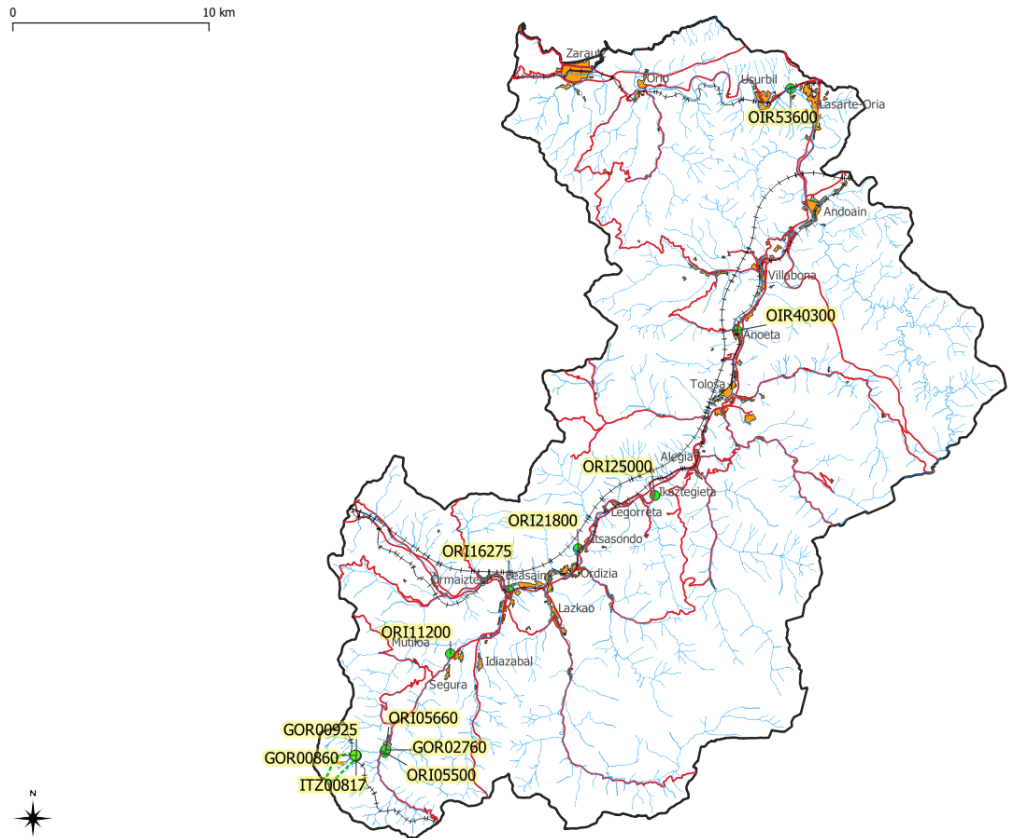 0 10 km
Zarautz
Orio
Usurbil
Lasarte-Oria
OIR53600
Andoain
Villabona
OIR40300
Anoeta
Tolosa
Alegia
ORI25000
Ikaztegieta
Legorreta
ORI21800
Itsasondo
ORI16275
Ormaiztegi
Beasain
Ordizia
Lazkao
ORI11200
Mutiloa
Idiazabal
Segura
ORI05660
GOR00925
GOR02760
GOR00860
ORI05500
ITZ00817
N